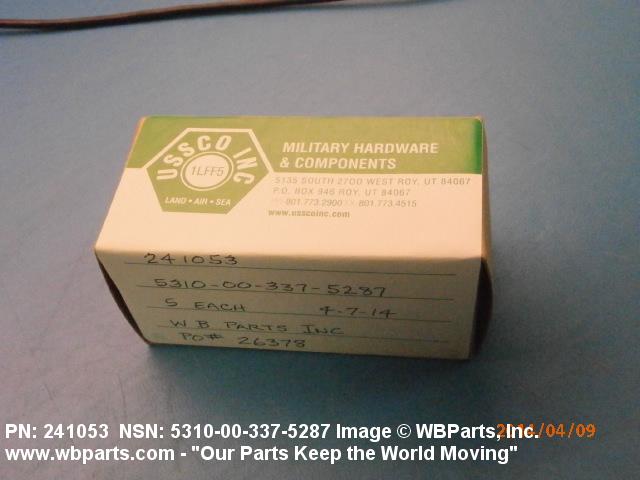 USSCO INC
1LFF5
LAND • AIR • SEA
MILITARY HARDWARE
& COMPONENTS
5135 SOUTH 2700 WEST ROY, UT 84067
P.O. BOX 946 ROY, UT 84067
801.773.2900 801.773.4515
www.usscoinc.com
241053
5310-00-337-5287
5 EACH 4-7-14
W B PARTS INC
PO# 26378
PN: 241053 NSN: 5310-00-337-5287 Image © WBParts, Inc.
2014/04/09
www.wbparts.com - "Our Parts Keep the World Moving"